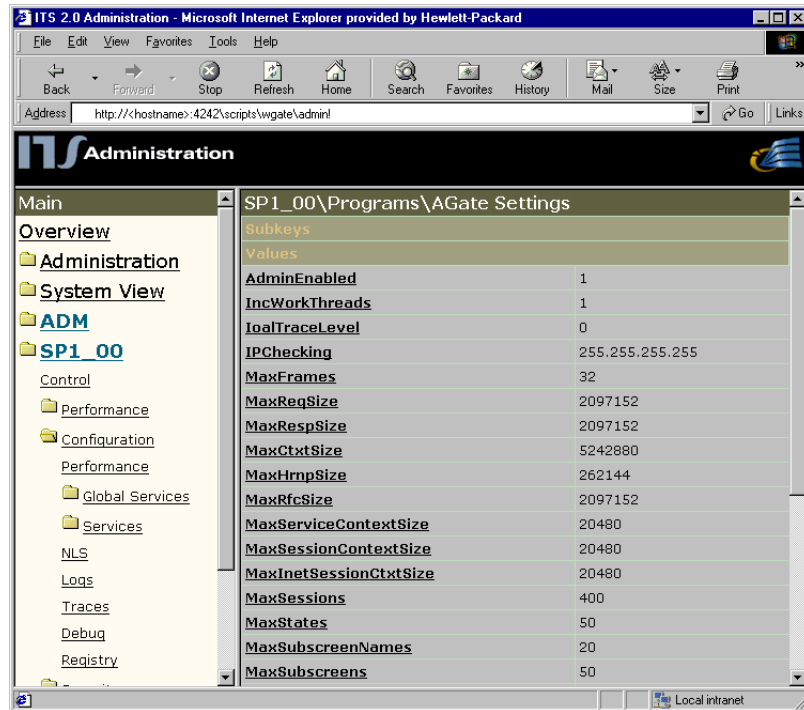 ITS 2.0 Administration - Microsoft Internet Explorer provided by Hewlett-Packard
File Edit View Favorites Tools Help
Back Forward Stop Refresh Home Search Favorites History Mail Size Print »
Address http://<hostname>:4242\scripts\wgate\admin! Go Links
ITS Administration
Main
Overview
Administration
System View
ADM
SP1_00
Control
Performance
Configuration
Performance
Global Services
Services
NLS
Logs
Traces
Debug
Registry
SP1_00\Programs\AGate Settings
Subkeys
Values
AdminEnabled 1
IncWorkThreads 1
IoalTraceLevel 0
IPChecking 255.255.255.255
MaxFrames 32
MaxReqSize 2097152
MaxRespSize 2097152
MaxCtxtSize 5242880
MaxHrnpSize 262144
MaxRfcSize 2097152
MaxServiceContextSize 20480
MaxSessionContextSize 20480
MaxInetSessionCtxtSize 20480
MaxSessions 400
MaxStates 50
MaxSubscreenNames 20
MaxSubscreens 50
Local intranet